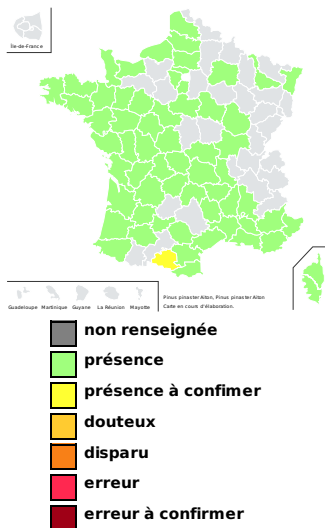 Île-de-France
Guadeloupe Martinique Guyane La Réunion Mayotte
Pinus pinaster Aiton, Pinus pinaster Aiton
Carte en cours d'élaboration.
non renseignée
présence
présence à confimer
douteux
disparu
erreur
erreur à confirmer